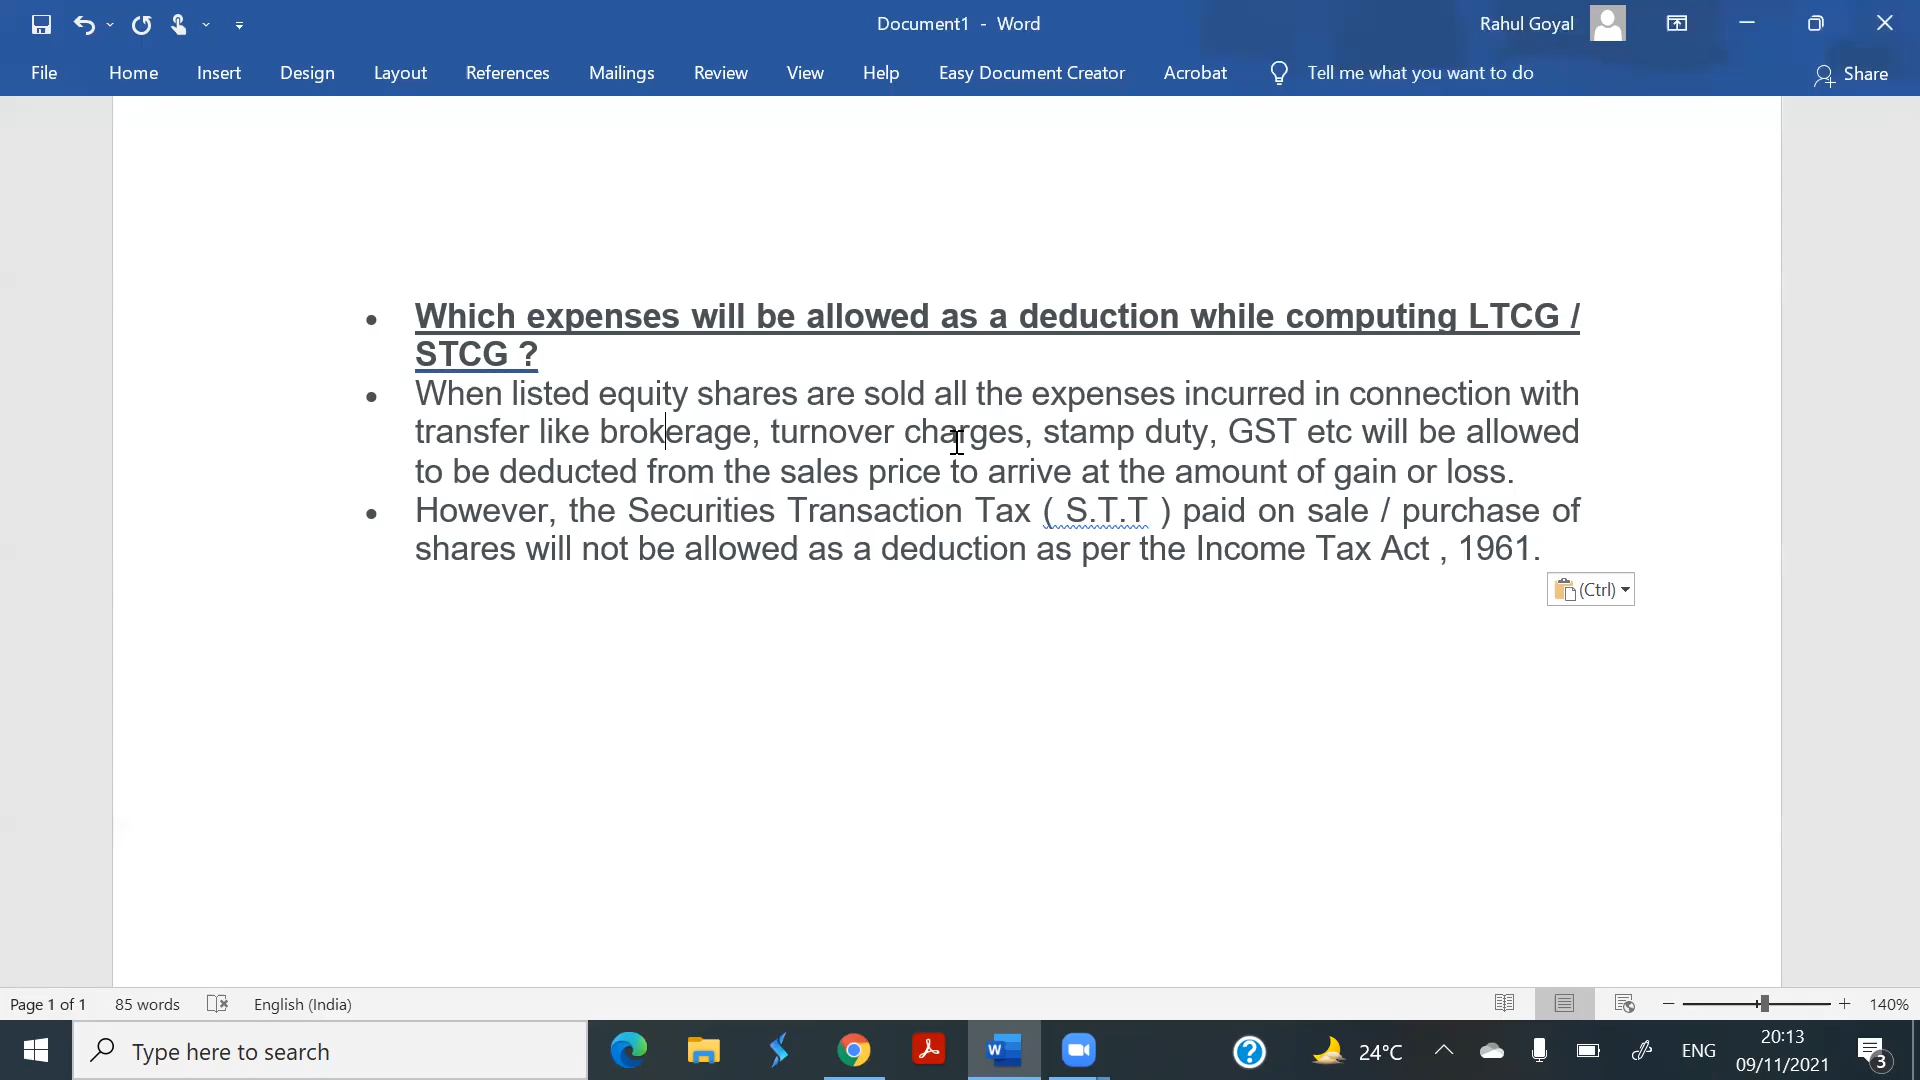 Document1 - Word
Rahul Goyal
File Home Insert Design Layout References Mailings Review View Help Easy Document Creator Acrobat Tell me what you want to do Share
• Which expenses will be allowed as a deduction while computing LTCG /
STCG ?
• When listed equity shares are sold all the expenses incurred in connection with
transfer like brokerage, turnover charges, stamp duty, GST etc will be allowed
to be deducted from the sales price to arrive at the amount of gain or loss.
• However, the Securities Transaction Tax ( S.T.T ) paid on sale / purchase of
shares will not be allowed as a deduction as per the Income Tax Act , 1961.
(Ctrl)
Page 1 of 1 85 words English (India) 140%
Type here to search 24°C ENG 20:13
09/11/2021 3